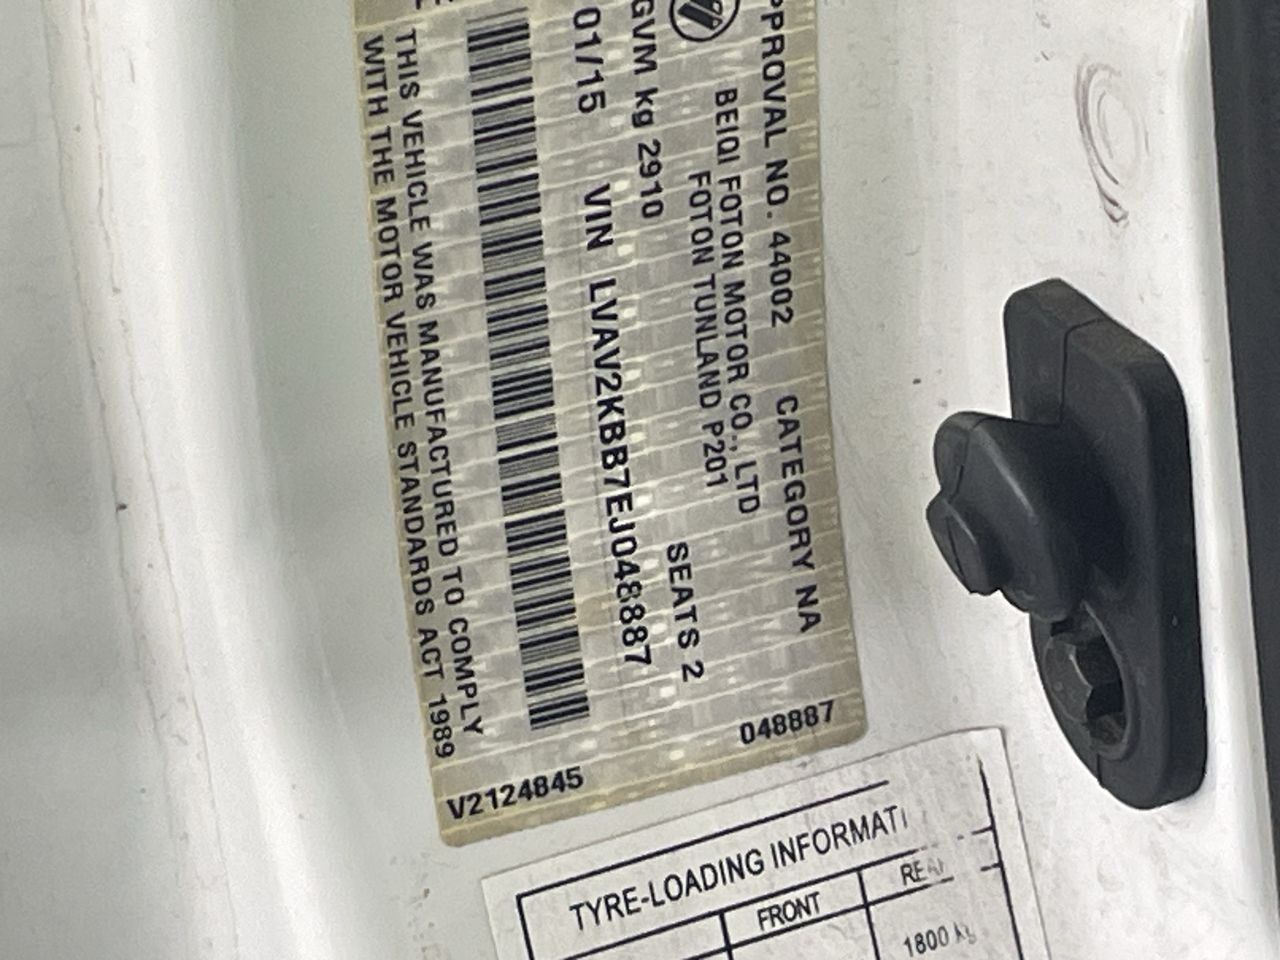 APPROVAL NO. 44002 CATEGORY NA
BEIQI FOTON MOTOR CO., LTD
FOTON TUNLAND P201
GVM kg 2910 SEATS 2
01/15 VIN LVAV2KBB7EJ048887
THIS VEHICLE WAS MANUFACTURED TO COMPLY
WITH THE MOTOR VEHICLE STANDARDS ACT 1989
048887
V2124845
TYRE-LOADING INFORMATI
FRONT REAR
1800 kg